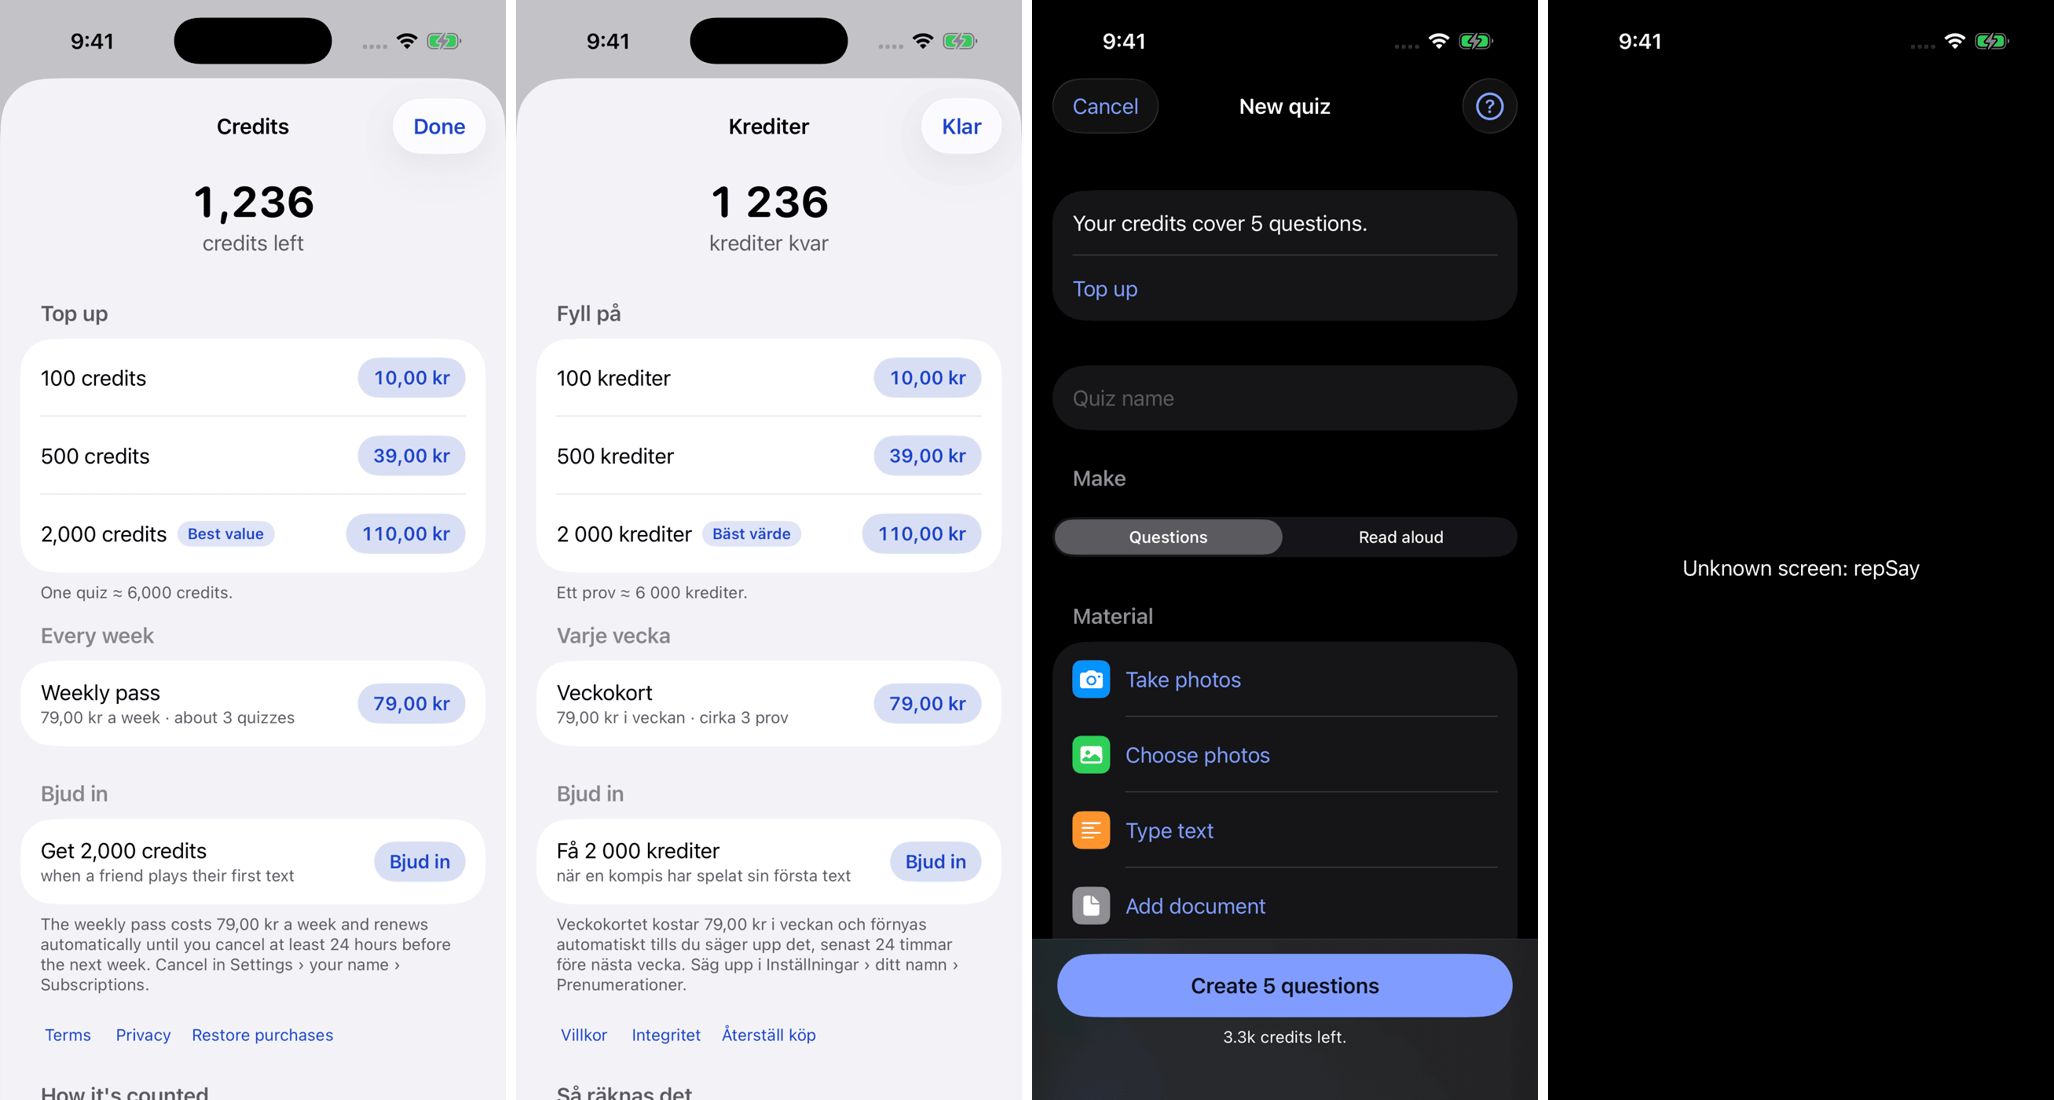 9:41
Credits
Done
1,236
credits left
Top up
100 credits
10,00 kr
500 credits
39,00 kr
2,000 credits
Best value
110,00 kr
One quiz ≈ 6,000 credits.
Every week
Weekly pass
79,00 kr a week · about 3 quizzes
79,00 kr
Bjud in
Get 2,000 credits
when a friend plays their first text
Bjud in
The weekly pass costs 79,00 kr a week and renews
automatically until you cancel at least 24 hours before
the next week. Cancel in Settings › your name ›
Subscriptions.
Terms
Privacy
Restore purchases
How it's counted
9:41
Krediter
Klar
1 236
krediter kvar
Fyll på
100 krediter
10,00 kr
500 krediter
39,00 kr
2 000 krediter
Bäst värde
110,00 kr
Ett prov ≈ 6 000 krediter.
Varje vecka
Veckokort
79,00 kr i veckan · cirka 3 prov
79,00 kr
Bjud in
Få 2 000 krediter
när en kompis har spelat sin första text
Bjud in
Veckokortet kostar 79,00 kr i veckan och förnyas
automatiskt tills du säger upp det, senast 24 timmar
före nästa vecka. Säg upp i Inställningar › ditt namn ›
Prenumerationer.
Villkor
Integritet
Återställ köp
Så räknas det
9:41
Cancel
New quiz
?
Your credits cover 5 questions.
Top up
Quiz name
Make
Questions
Read aloud
Material
Take photos
Choose photos
Type text
Add document
Create 5 questions
3.3k credits left.
9:41
Unknown screen: repSay